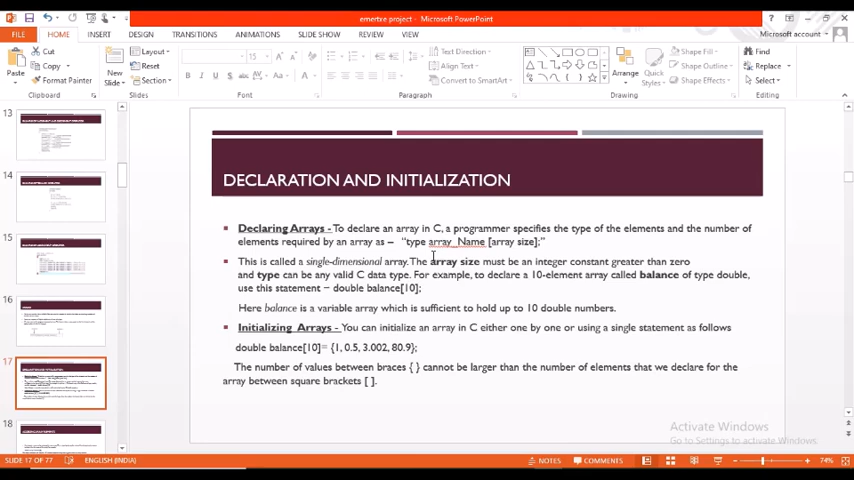 emertee project - Microsoft PowerPoint
FILE HOME INSERT DESIGN TRANSITIONS ANIMATIONS SLIDE SHOW REVIEW VIEW Microsoft account
Cut
Copy
Format Painter
Paste
Clipboard
New Slide
Layout
Reset
Section
Slides
15
Font
Paragraph
Text Direction
Align Text
Convert to SmartArt
Arrange
Quick Styles
Shape Fill
Shape Outline
Shape Effects
Drawing
Find
Replace
Select
Editing
13
14
15
16
17
18
DECLARATION AND INITIALIZATION
Declaring Arrays - To declare an array in C, a programmer specifies the type of the elements and the number of
elements required by an array as – “type array_Name [array size];”
This is called a single-dimensional array. The array size must be an integer constant greater than zero
and type can be any valid C data type. For example, to declare a 10-element array called balance of type double,
use this statement – double balance[10];
Here balance is a variable array which is sufficient to hold up to 10 double numbers.
Initializing Arrays - You can initialize an array in C either one by one or using a single statement as follows
double balance[10]= {1, 0.5, 3.002, 80.9};
The number of values between braces { } cannot be larger than the number of elements that we declare for the
array between square brackets [ ].
Activate Windows
Go to Settings to activate Windows.
SLIDE 17 OF 77 ENGLISH (INDIA) NOTES COMMENTS 74%